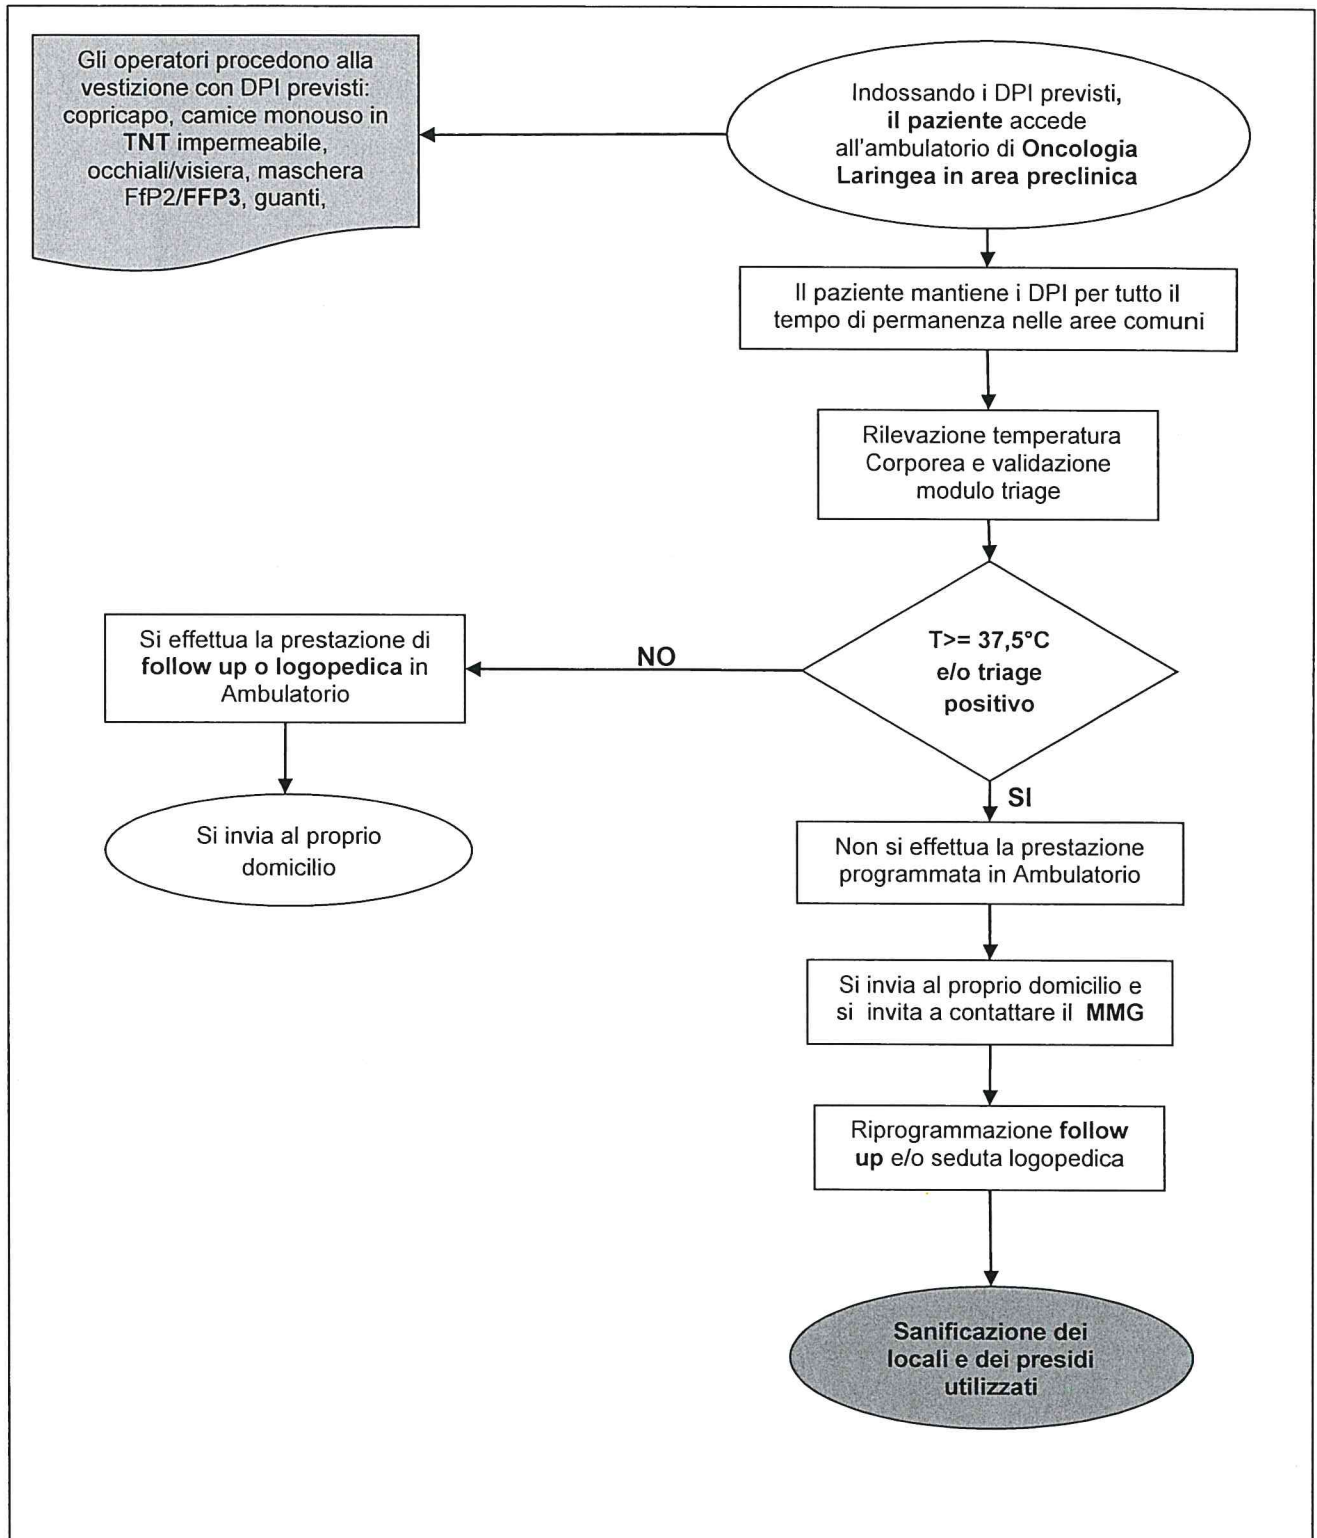 Gli operatori procedono alla
vestizione con DPI previsti:
copricapo, camice monouso in
TNT impermeabile,
occhiali/visiera, maschera
FfP2/FFP3, guanti,
Indossando i DPI previsti,
il paziente accede
all'ambulatorio di Oncologia
Laringea in area preclinica
Il paziente mantiene i DPI per tutto il
tempo di permanenza nelle aree comuni
Rilevazione temperatura
Corporea e validazione
modulo triage
T>= 37,5°C
e/o triage
positivo
NO
Si effettua la prestazione di
follow up o logopedica in
Ambulatorio
Si invia al proprio
domicilio
SI
Non si effettua la prestazione
programmata in Ambulatorio
Si invia al proprio domicilio e
si invita a contattare il MMG
Riprogrammazione follow
up e/o seduta logopedica
Sanificazione dei
locali e dei presidi
utilizzati